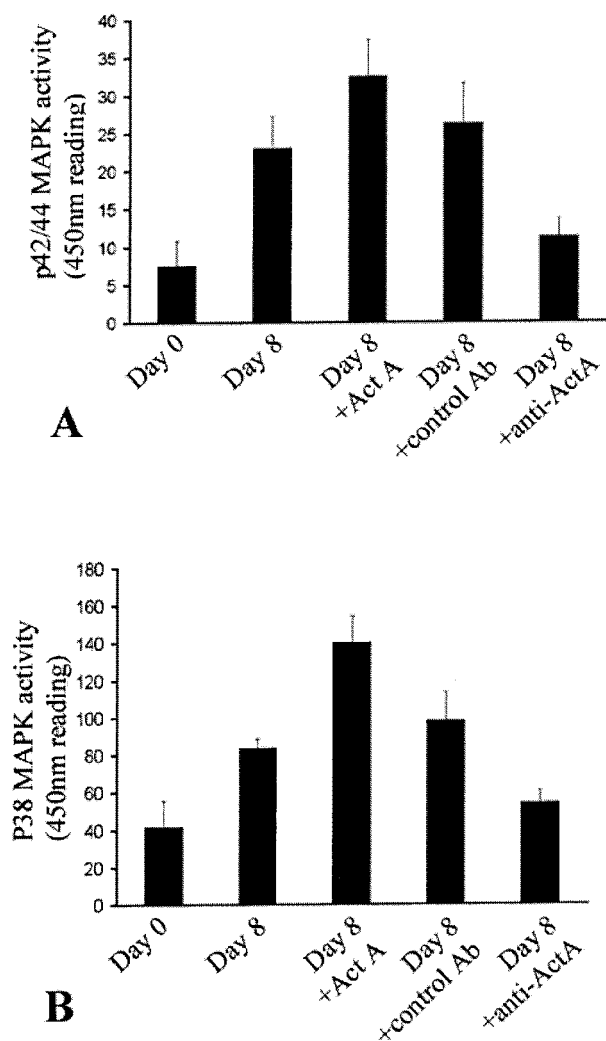 p42/44 MAPK activity
(450nm reading)
40
35
30
25
20
15
10
5
0
Day 0
Day 8
Day 8
+Act A
Day 8
+control Ab
Day 8
+anti-ActA
A
P38 MAPK activity
(450nm reading)
180
160
140
120
100
80
60
40
20
0
Day 0
Day 8
Day 8
+Act A
Day 8
+control Ab
Day 8
+anti-ActA
B